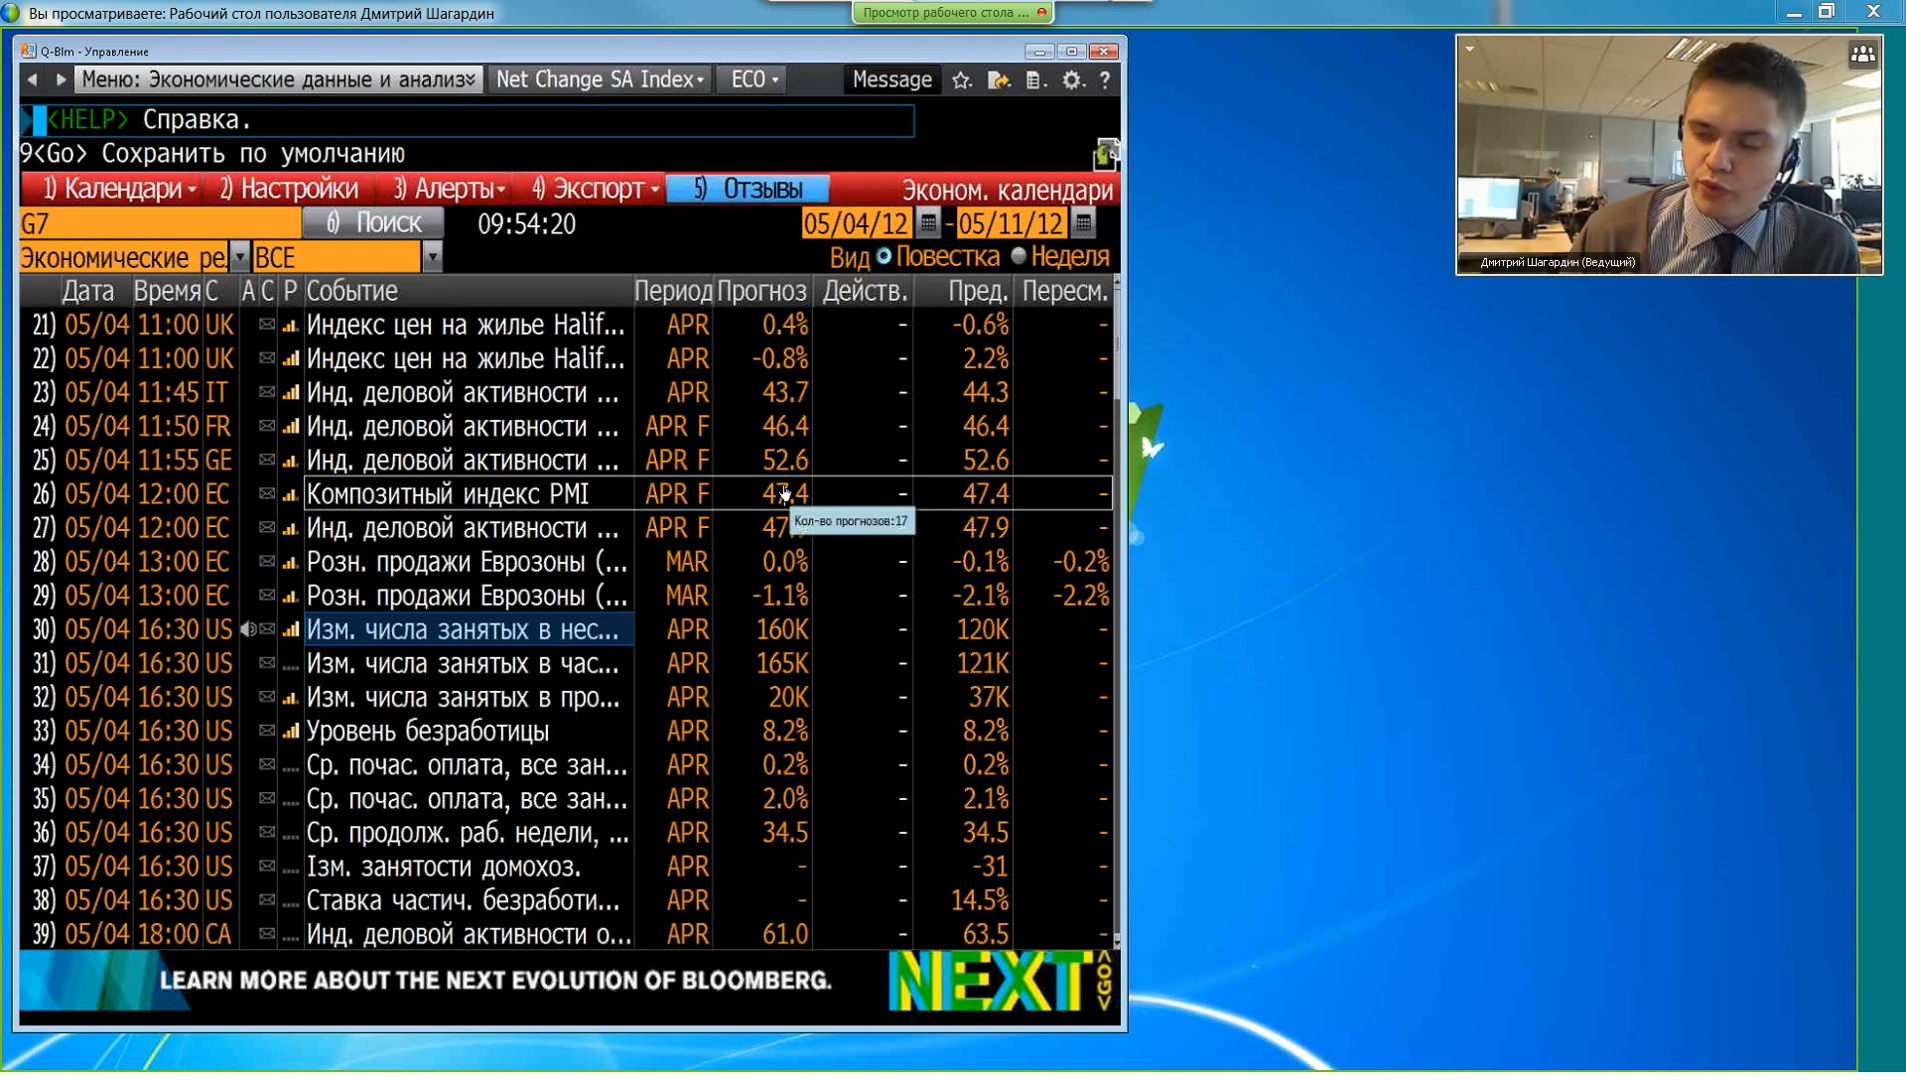 Вы просматриваете: Рабочий стол пользователя Дмитрий Шагардин
Просмотр рабочего стола ...
Q-Blm - Управление
Меню: Экономические данные и анализ Net Change SA Index ECO Message ?
<HELP> Справка.
9<Go> Сохранить по умолчанию
1) Календари 2) Настройки 3) Алерты 4) Экспорт 5) Отзывы Эконом. календари
G7 6) Поиск 09:54:20 05/04/12 - 05/11/12
Экономические ре ВСЕ Вид Повестка Неделя
Дата Время С А С Р Событие Период Прогноз Действ. Пред. Пересм.
21) 05/04 11:00 UK Индекс цен на жилье Halif... APR 0.4% - -0.6% -
22) 05/04 11:00 UK Индекс цен на жилье Halif... APR -0.8% - 2.2% -
23) 05/04 11:45 IT Инд. деловой активности ... APR 43.7 - 44.3 -
24) 05/04 11:50 FR Инд. деловой активности ... APR F 46.4 - 46.4 -
25) 05/04 11:55 GE Инд. деловой активности ... APR F 52.6 - 52.6 -
26) 05/04 12:00 EC Композитный индекс PMI APR F 47.4 - 47.4 -
27) 05/04 12:00 EC Инд. деловой активности ... APR F - 47.9 -
Кол-во прогнозов:17
28) 05/04 13:00 EC Розн. продажи Еврозоны (... MAR 0.0% - -0.1% -0.2%
29) 05/04 13:00 EC Розн. продажи Еврозоны (... MAR -1.1% - -2.1% -2.2%
30) 05/04 16:30 US Изм. числа занятых в нес... APR 160K - 120K -
31) 05/04 16:30 US Изм. числа занятых в час... APR 165K - 121K -
32) 05/04 16:30 US Изм. числа занятых в про... APR 20K - 37K -
33) 05/04 16:30 US Уровень безработицы APR 8.2% - 8.2% -
34) 05/04 16:30 US Ср. почас. оплата, все зан... APR 0.2% - 0.2% -
35) 05/04 16:30 US Ср. почас. оплата, все зан... APR 2.0% - 2.1% -
36) 05/04 16:30 US Ср. продолж. раб. недели, ... APR 34.5 - 34.5 -
37) 05/04 16:30 US Iзм. занятости домохоз. APR - - -31 -
38) 05/04 16:30 US Ставка частич. безработи... APR - - 14.5% -
39) 05/04 18:00 CA Инд. деловой активности о... APR 61.0 - 63.5 -
LEARN MORE ABOUT THE NEXT EVOLUTION OF BLOOMBERG. NEXT <GO>
Дмитрий Шагардин (Ведущий)